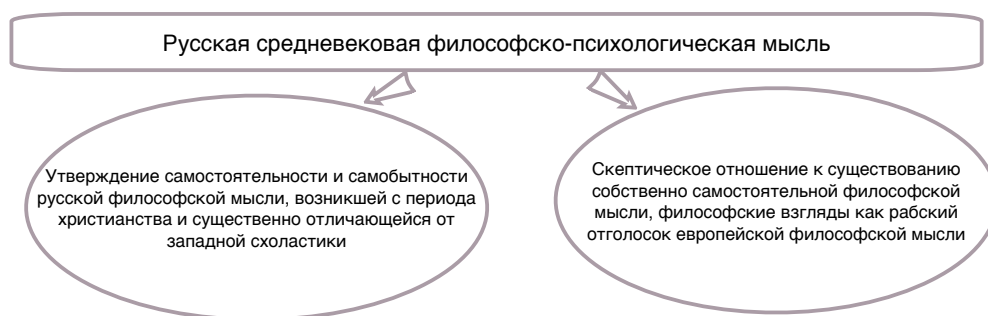 Русская средневековая философско-психологическая мысль
Утверждение самостоятельности и самобытности
русской философской мысли, возникшей с периода
христианства и существенно отличающейся от
западной схоластики
Скептическое отношение к существованию
собственно самостоятельной философской
мысли, философские взгляды как рабский
отголосок европейской философской мысли